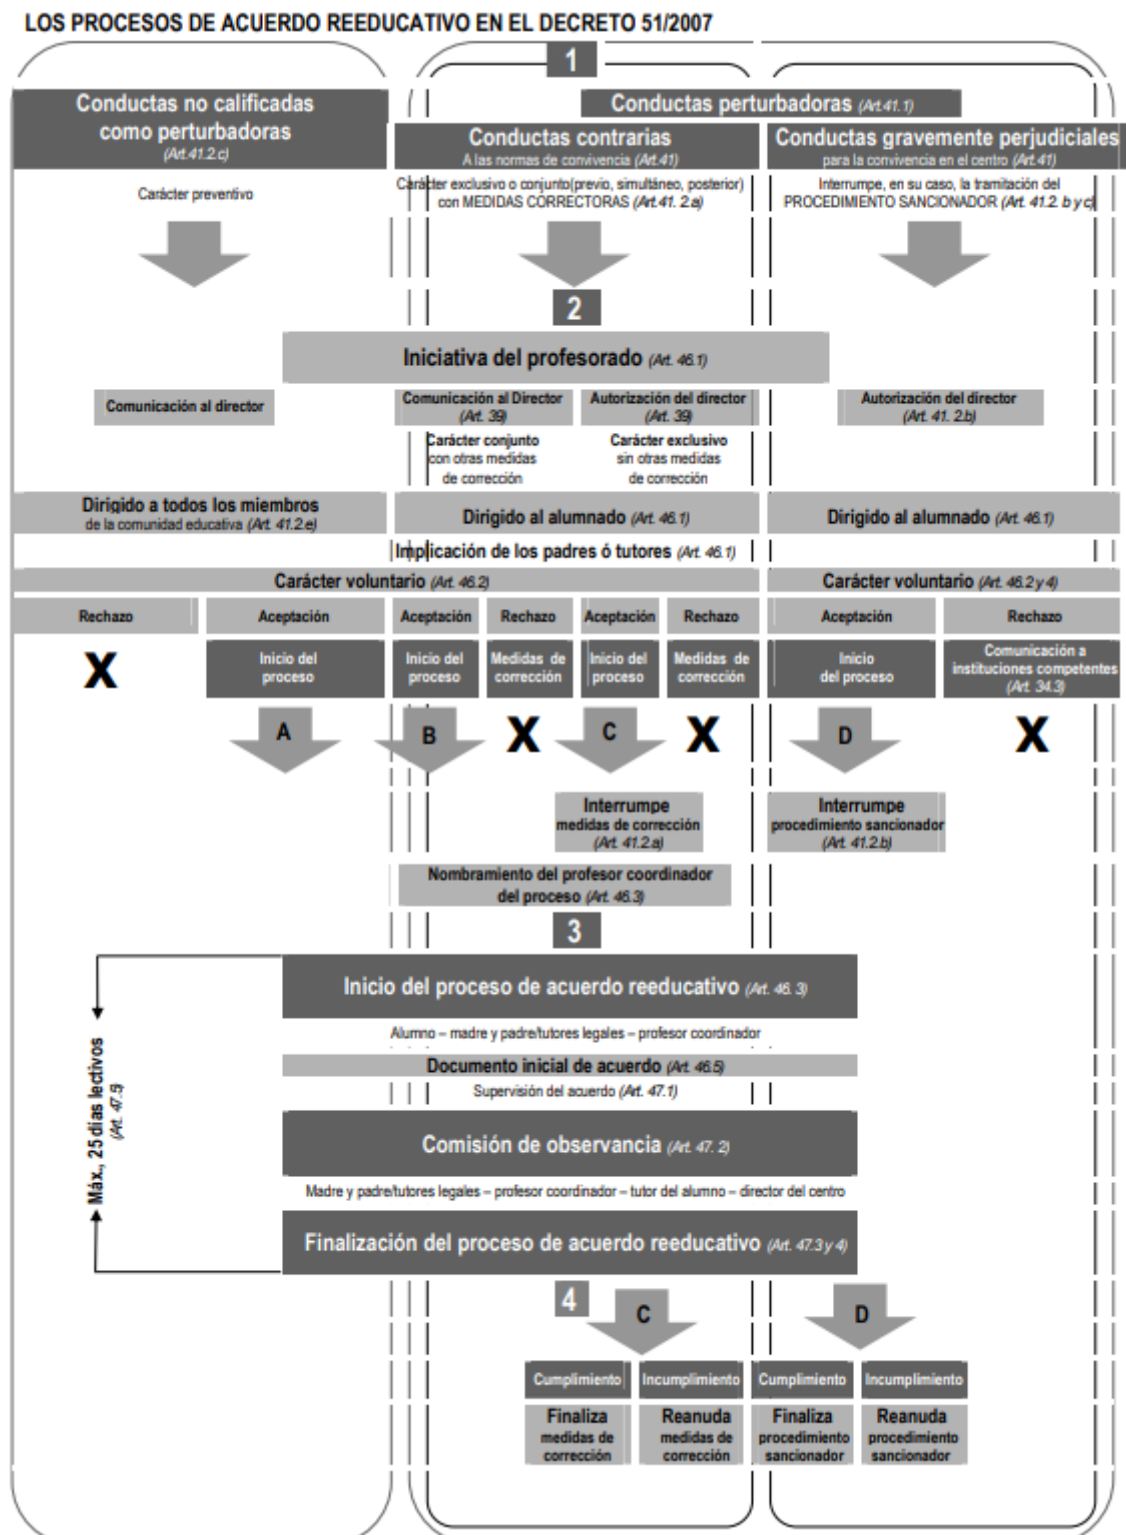 LOS PROCESOS DE ACUERDO REEDUCATIVO EN EL DECRETO 51/2007
1
Conductas no calificadas
como perturbadoras
(Art.41.2.c)
Conductas perturbadoras (Art.41.1)
Conductas contrarias
A las normas de convivencia (Art.41)
Conductas gravemente perjudiciales
para la convivencia en el centro (Art.41)
Carácter preventivo
Carácter exclusivo o conjunto(previo, simultáneo, posterior)
con MEDIDAS CORRECTORAS (Art.41. 2.a)
Interrumpe, en su caso, la tramitación del
PROCEDIMIENTO SANCIONADOR (Art. 41.2. b y c)
2
Iniciativa del profesorado (Art. 46.1)
Comunicación al director
Comunicación al Director
(Art. 39)
Autorización del director
(Art. 39)
Autorización del director
(Art. 41. 2.b)
Carácter conjunto
con otras medidas
de corrección
Carácter exclusivo
sin otras medidas
de corrección
Dirigido a todos los miembros
de la comunidad educativa (Art. 41.2.e)
Dirigido al alumnado (Art. 46.1)
Dirigido al alumnado (Art. 46.1)
Implicación de los padres ó tutores (Art. 46.1)
Carácter voluntario (Art. 46.2)
Carácter voluntario (Art. 46.2 y 4)
Rechazo
Aceptación
Aceptación
Rechazo
Aceptación
Rechazo
Aceptación
Rechazo
X
Inicio del
proceso
Inicio del
proceso
Medidas de
corrección
Inicio del
proceso
Medidas de
corrección
Inicio
del proceso
Comunicación a
instituciones competentes
(Art. 34.3)
A
B
X
C
X
D
X
Interrumpe
medidas de corrección
(Art. 41.2.a)
Interrumpe
procedimiento sancionador
(Art. 41.2.b)
Nombramiento del profesor coordinador
del proceso (Art. 46.3)
3
Inicio del proceso de acuerdo reeducativo (Art. 46. 3)
Alumno – madre y padre/tutores legales – profesor coordinador
Documento inicial de acuerdo (Art. 46.5)
Supervisión del acuerdo (Art. 47.1)
Máx., 25 días lectivos
(Art. 47.5)
Comisión de observancia (Art. 47. 2)
Madre y padre/tutores legales – profesor coordinador – tutor del alumno – director del centro
Finalización del proceso de acuerdo reeducativo (Art. 47.3 y 4)
4
C
D
Cumplimiento
Incumplimiento
Cumplimiento
Incumplimiento
Finaliza
medidas de
corrección
Reanuda
medidas de
corrección
Finaliza
procedimiento
sancionador
Reanuda
procedimiento
sancionador